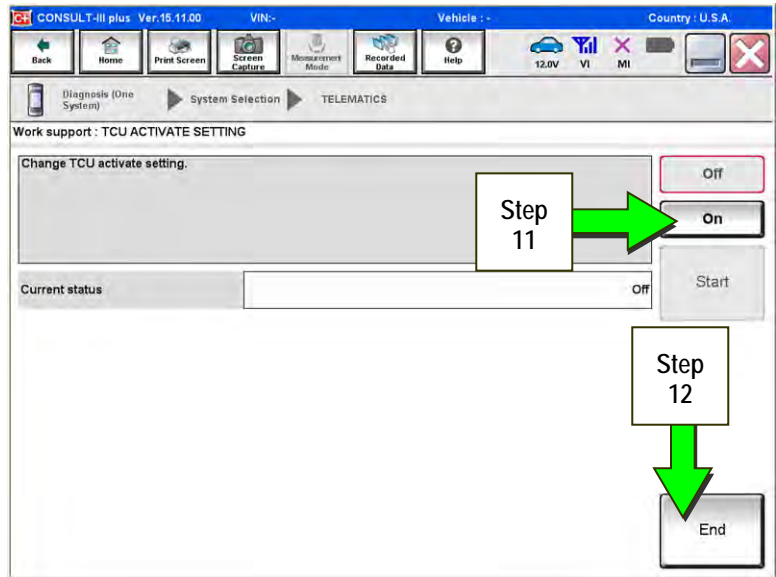 C+ CONSULT-III plus Ver.15.11.00 VIN:- Vehicle : - Country : U.S.A.
Back
Home
Print Screen
Screen
Capture
Measurement
Mode
Recorded
Data
Help
12.0V
VI
MI
Diagnosis (One
System)
System Selection
TELEMATICS
Work support : TCU ACTIVATE SETTING
Change TCU activate setting.
Off
On
Step
11
Current status
Off
Start
Step
12
End